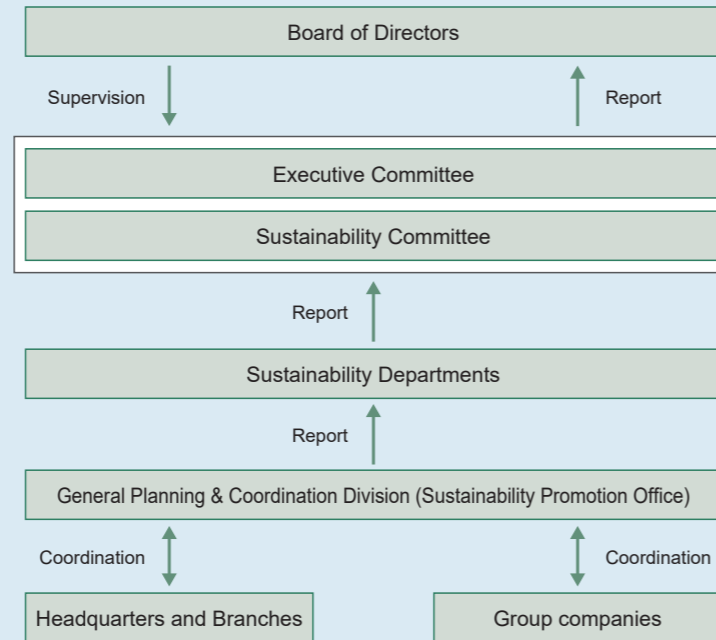 Board of Directors
Supervision
Report
Executive Committee
Sustainability Committee
Report
Sustainability Departments
Report
General Planning & Coordination Division (Sustainability Promotion Office)
Coordination
Coordination
Headquarters and Branches
Group companies